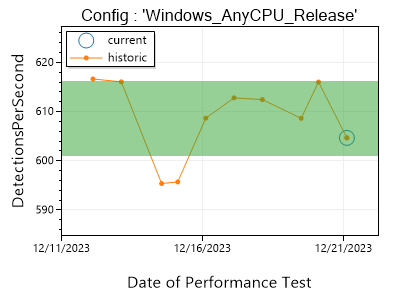 Config : 'Windows_AnyCPU_Release'
current
historic
DetectionsPerSecond
620
610
600
590
12/11/2023
12/16/2023
12/21/2023
Date of Performance Test